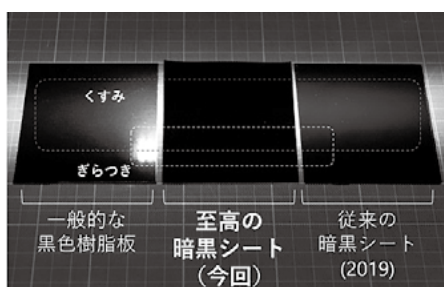 くすみ
ぎらつき
一般的な
黒色樹脂板
至高の
暗黒シート
(今回)
従来の
暗黒シート
(2019)